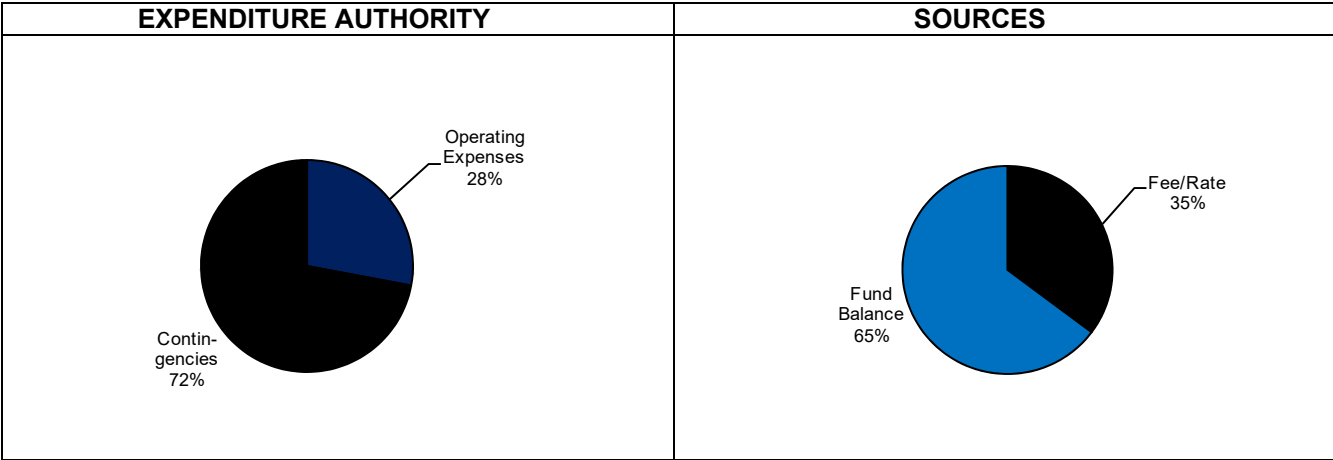 EXPENDITURE AUTHORITY
Operating
Expenses
28%
Contin-
gencies
72%
SOURCES
Fee/Rate
35%
Fund
Balance
65%